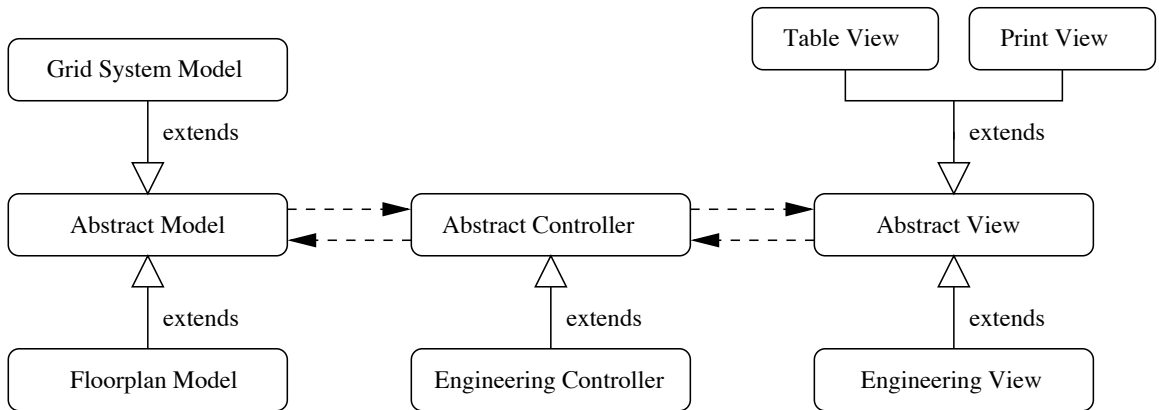 Table View
Print View
Grid System Model
extends
extends
Abstract Model
Abstract Controller
Abstract View
extends
extends
extends
Floorplan Model
Engineering Controller
Engineering View